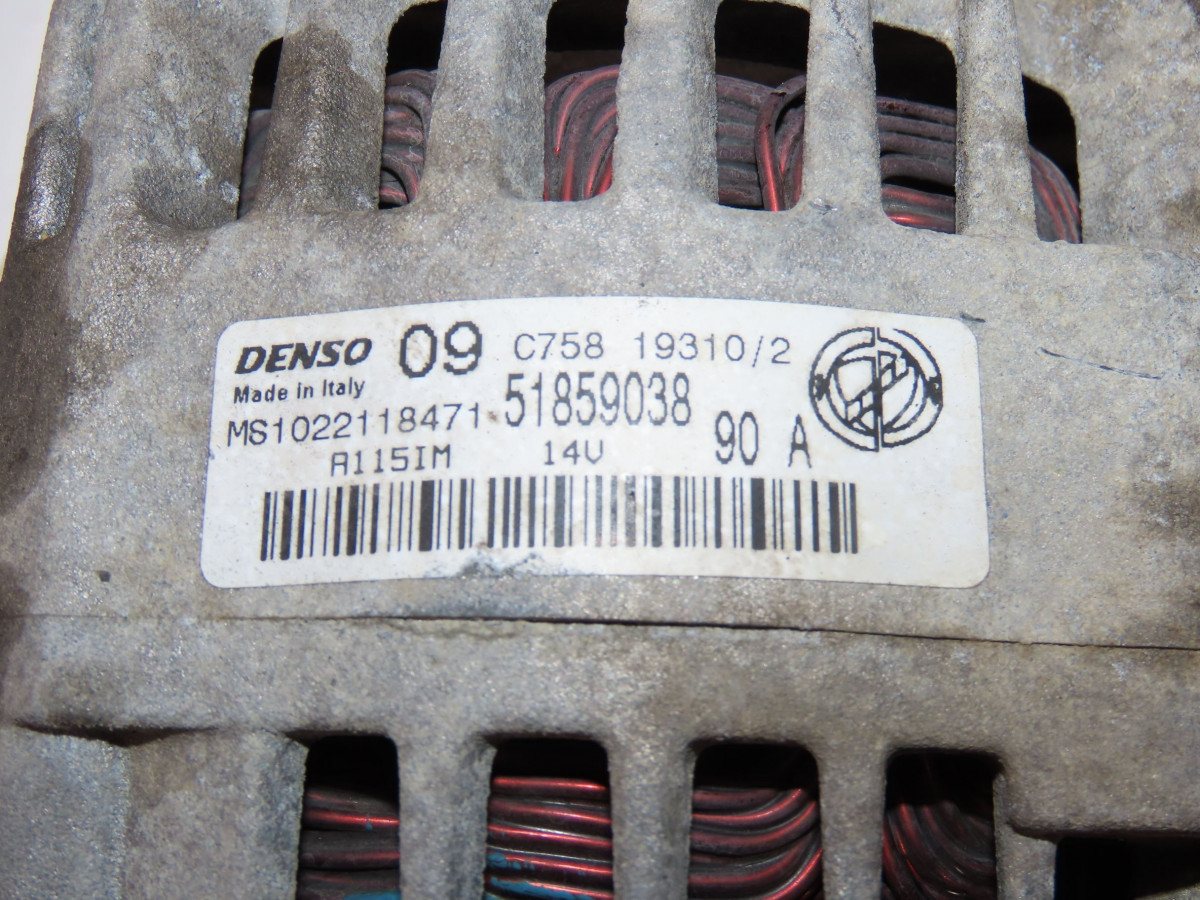 DENSO 09 C758 19310/2
Made in Italy
MS1022118471 51859038 90 A
A115IM 14V